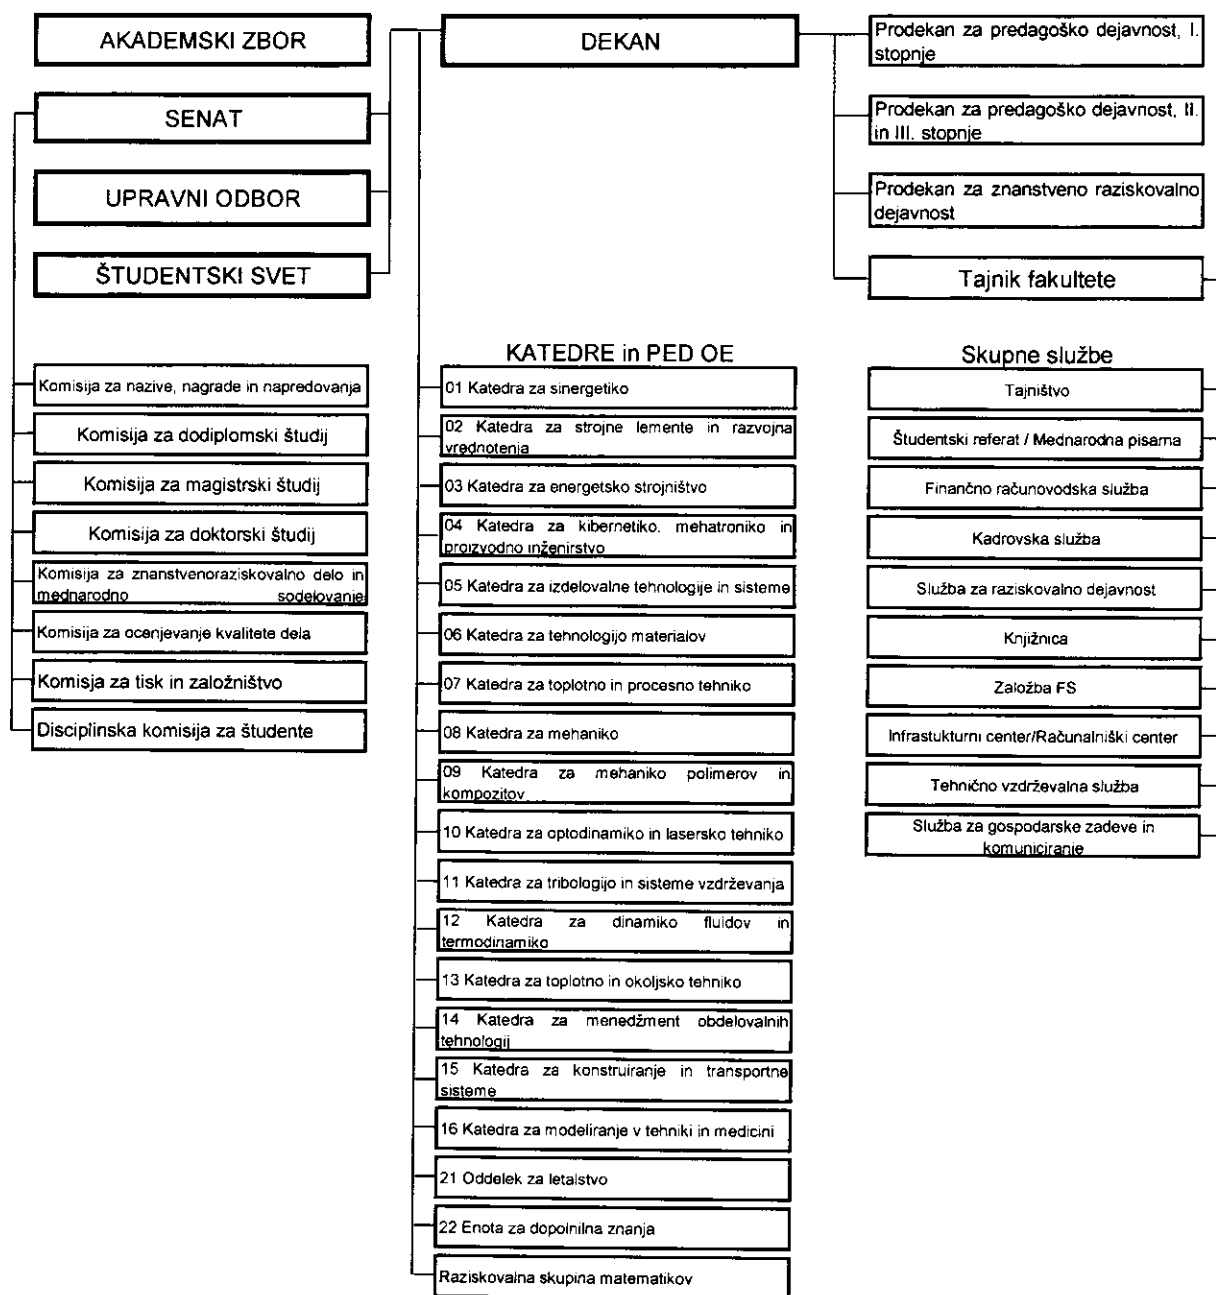 AKADEMSKI ZBOR
SENAT
UPRAVNI ODBOR
ŠTUDENTSKI SVET
DEKAN
Prodekan za predagoško dejavnost, I.
stopnje
Prodekan za predagoško dejavnost, II.
in III. stopnje
Prodekan za znanstveno raziskovalno
dejavnost
Tajnik fakultete
Komisija za nazive, nagrade in napredovanja
Komisija za dodiplomski študij
Komisija za magistrski študij
Komisija za doktorski študij
Komisija za znanstvenoraziskovalno delo in
mednarodno sodelovanje
Komisija za ocenjevanje kvalitete dela
Komisja za tisk in založništvo
Disciplinska komisija za študente
KATEDRE in PED OE
01 Katedra za sinergetiko
02 Katedra za strojne lemente in razvojna
vrednotenja
03 Katedra za energetsko strojništvo
04 Katedra za kibernetiko. mehatroniko in
proizvodno inženirstvo
05 Katedra za izdelovalne tehnologije in sisteme
06 Katedra za tehnologijo materialov
07 Katedra za toplotno in procesno tehniko
08 Katedra za mehaniko
09 Katedra za mehaniko polimerov in
kompozitov
10 Katedra za optodinamiko in lasersko tehniko
11 Katedra za tribologijo in sisteme vzdrževanja
12 Katedra za dinamiko fluidov in
termodinamiko
13 Katedra za toplotno in okoljsko tehniko
14 Katedra za menedžment obdelovalnih
tehnologij
15 Katedra za konstruiranje in transportne
sisteme
16 Katedra za modeliranje v tehniki in medicini
21 Oddelek za letalstvo
22 Enota za dopolnilna znanja
Raziskovalna skupina matematikov
Skupne službe
Tajništvo
Študentski referat / Mednarodna pisarna
Finančno računovodska služba
Kadrovska služba
Služba za raziskovalno dejavnost
Knjižnica
Založba FS
Infrastukturni center/Računalniški center
Tehnično vzdrževalna služba
Služba za gospodarske zadeve in
komuniciranje